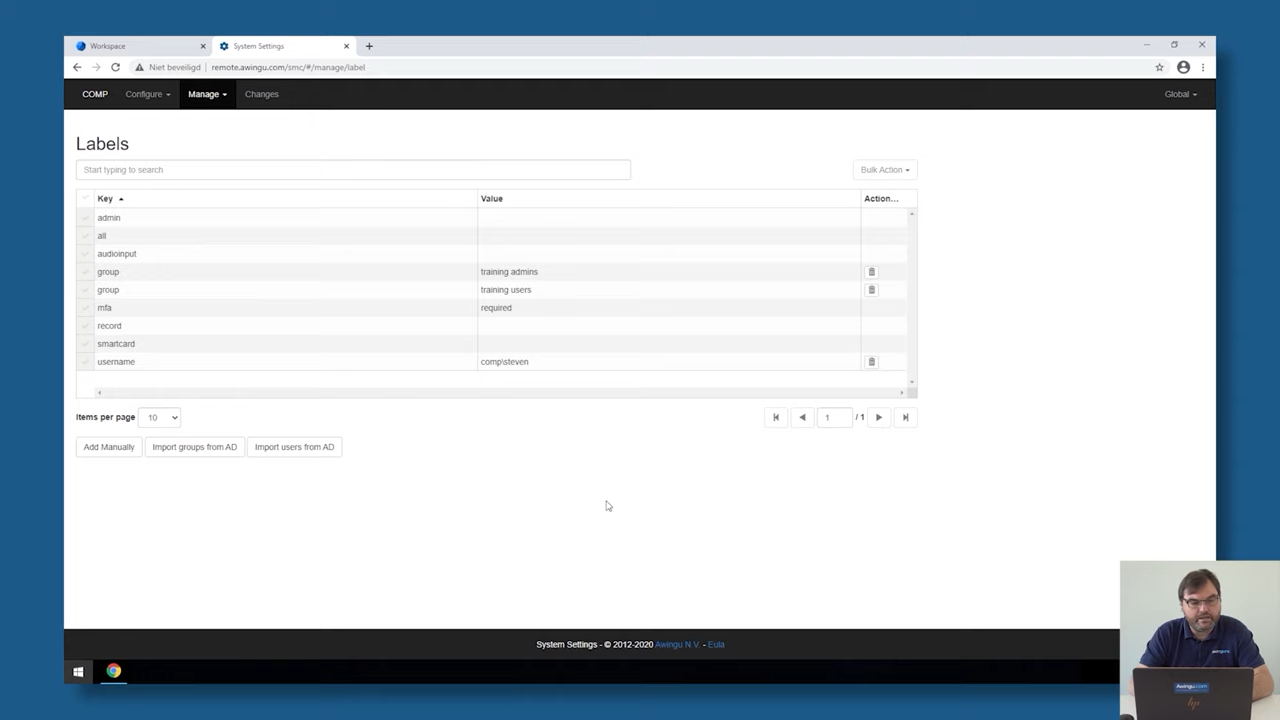 Workspace
System Settings
Niet beveiligd
remote.awingu.com/smc/#/manage/label
COMP
Configure
Manage
Changes
Global
Labels
Start typing to search
Bulk Action
Key
Value
Action...
admin
all
audioinput
group
training admins
group
training users
mfa
required
record
smartcard
username
comp\steven
Items per page
10
1
/ 1
Add Manually
Import groups from AD
Import users from AD
System Settings - © 2012-2020 Awingu N.V. - Eula
Awingu.com
hp